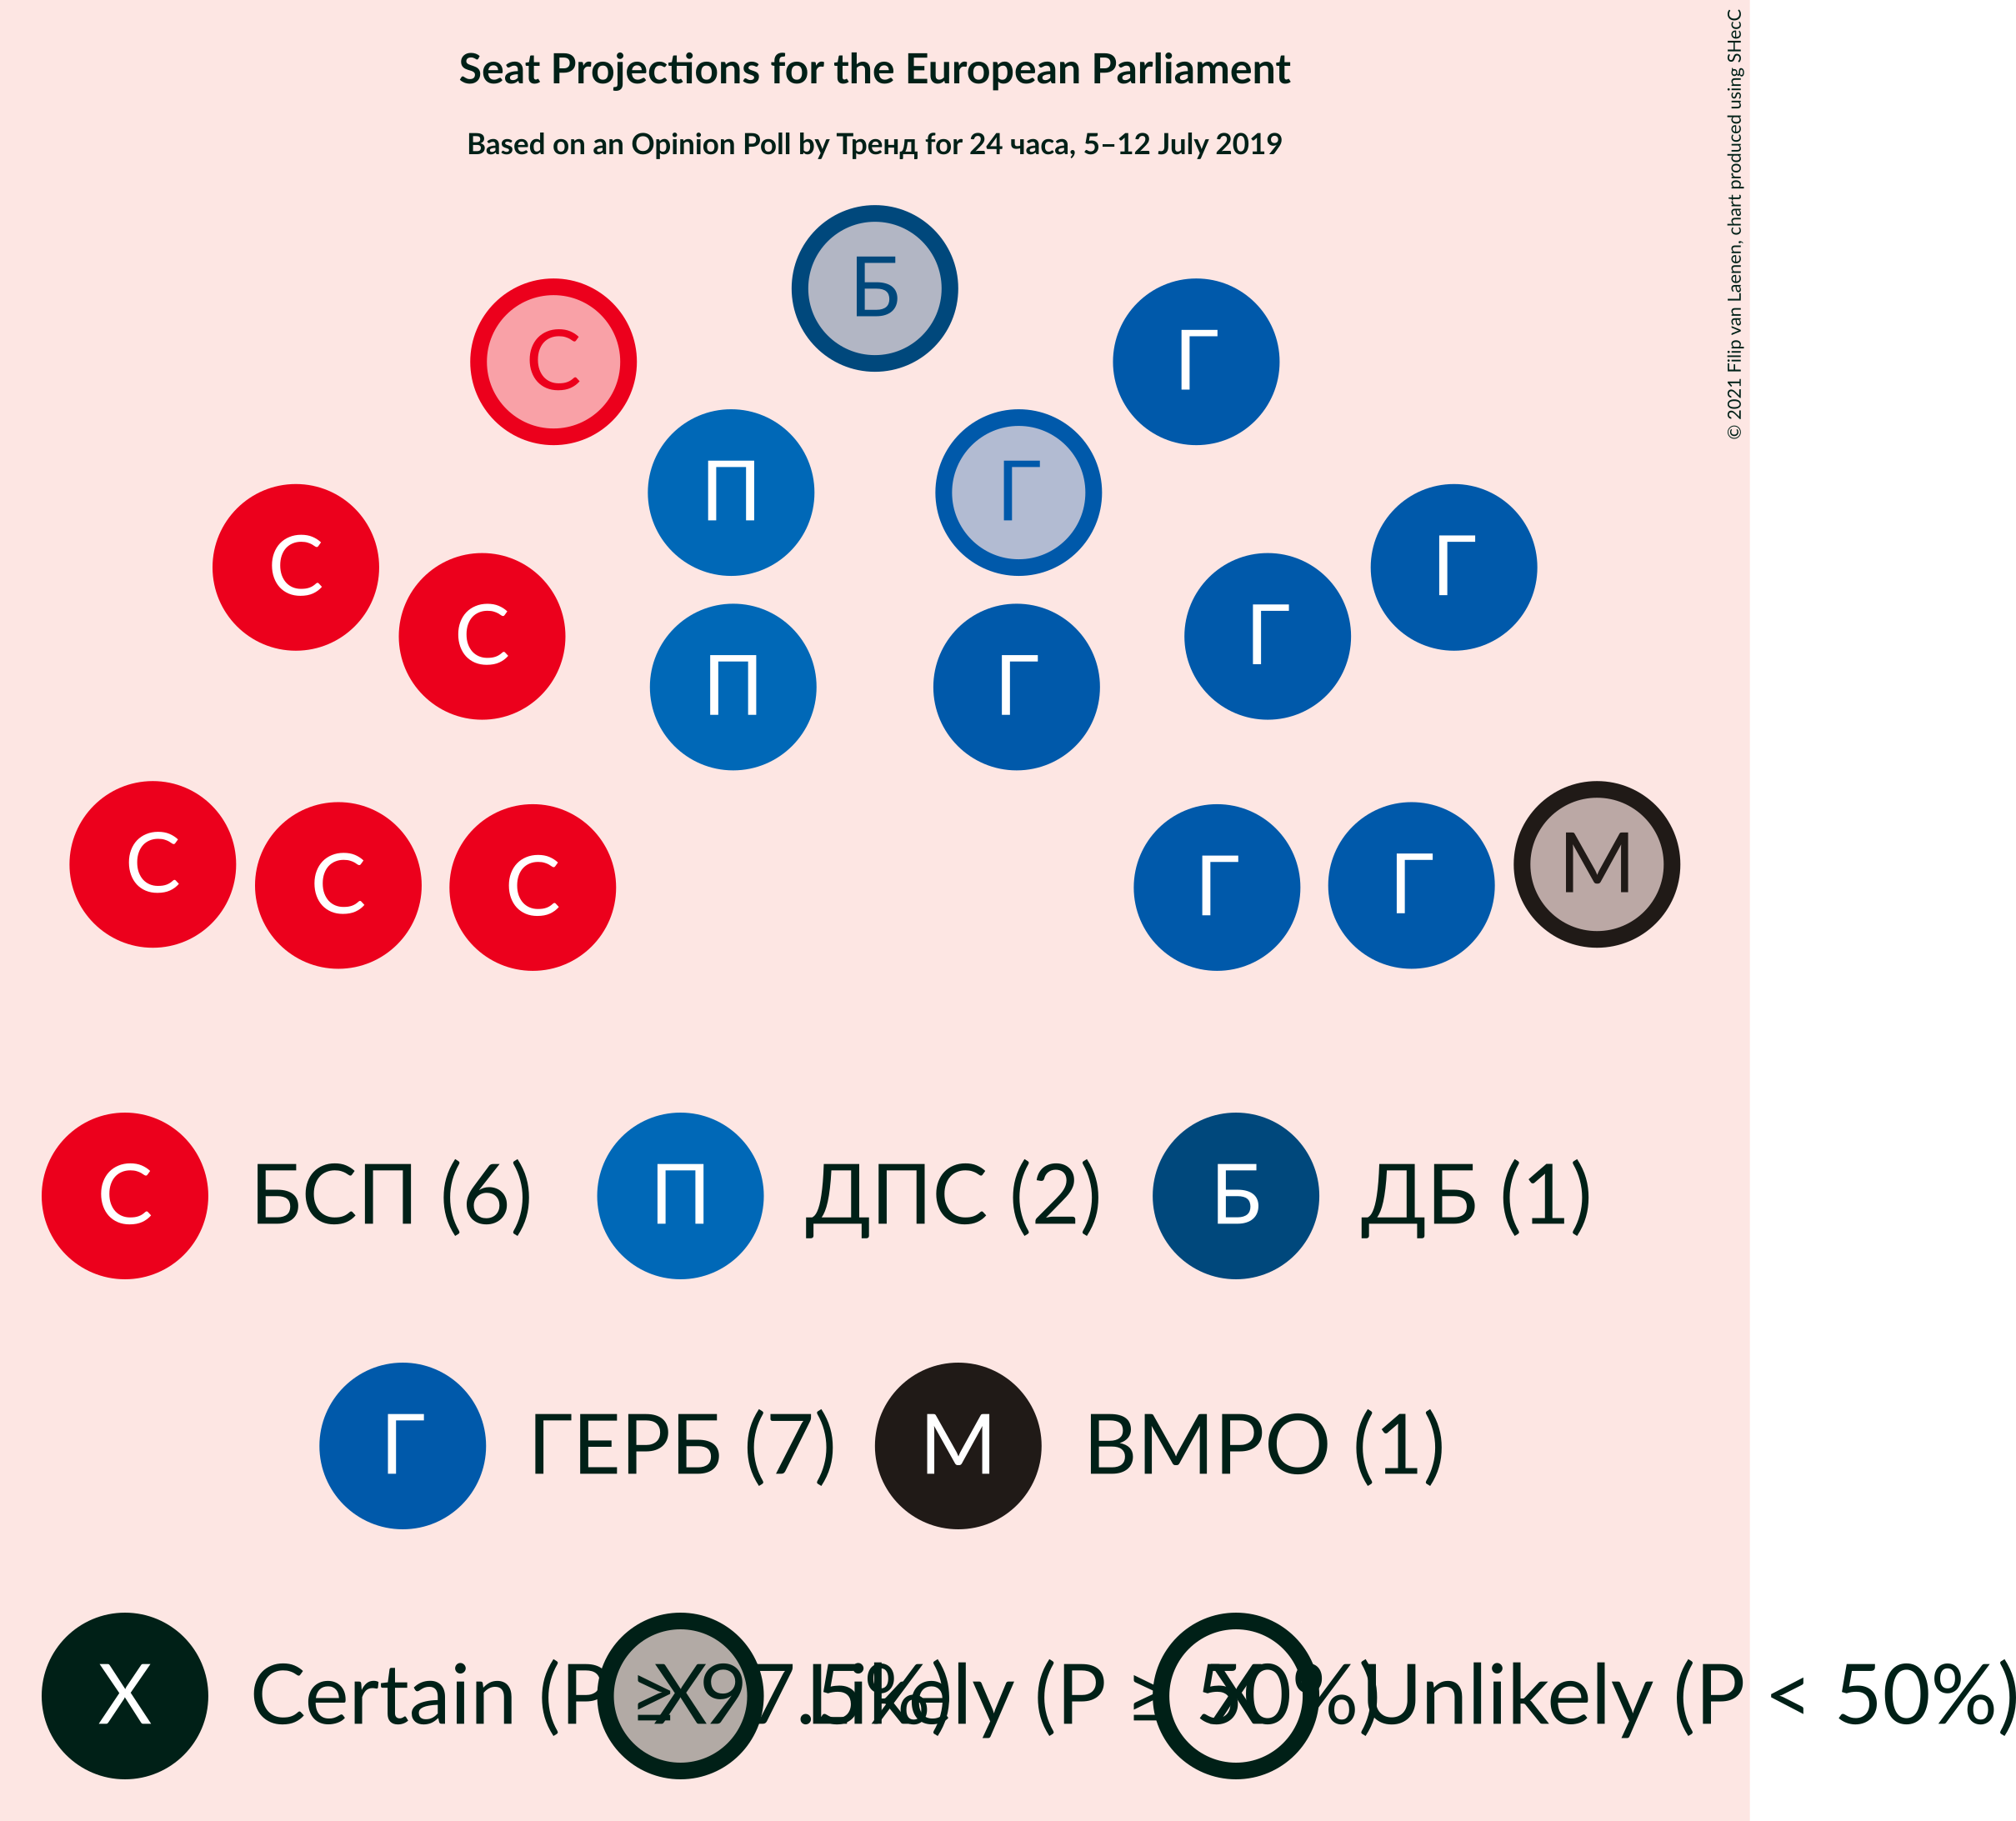 Seat Projections for the European Parliament
Based on an Opinion Poll by Тренд for 24 часа, 5–12 July 2019
© 2021 Filip van Laenen, chart produced using SHecC
Б
С Г
П Г
С Г
С Г
П Г
С М
С Г
С Г
С БСП (6) П ДПС (2) Б ДБ (1)
Г ГЕРБ (7) М ВМРО (1)
X Certain (P ≥ 97.5%) X Likely (P ≥ 50%) X Unlikely (P < 50%)